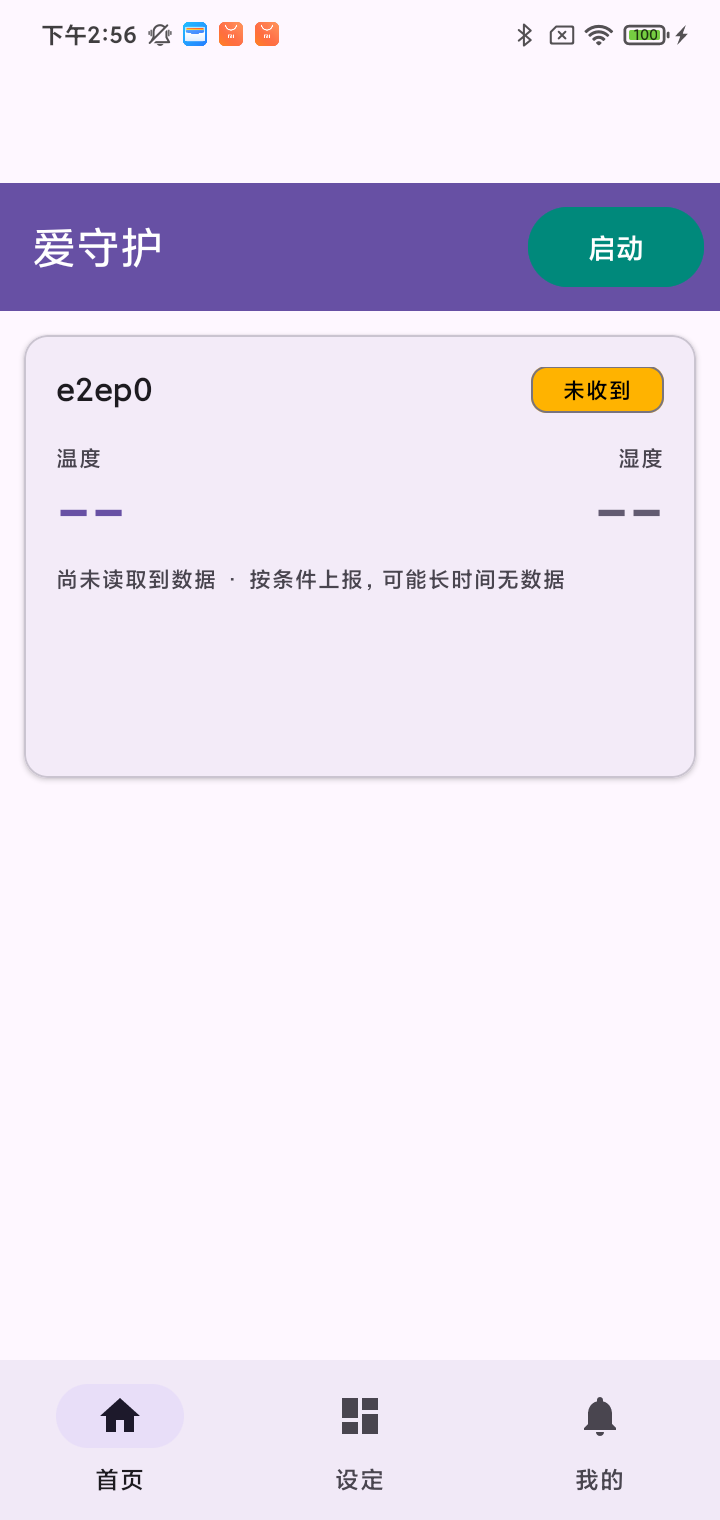 下午2:56
100
爱守护
启动
e2ep0
未收到
温度
湿度
-- --
尚未读取到数据 · 按条件上报, 可能长时间无数据
首页
设定
我的